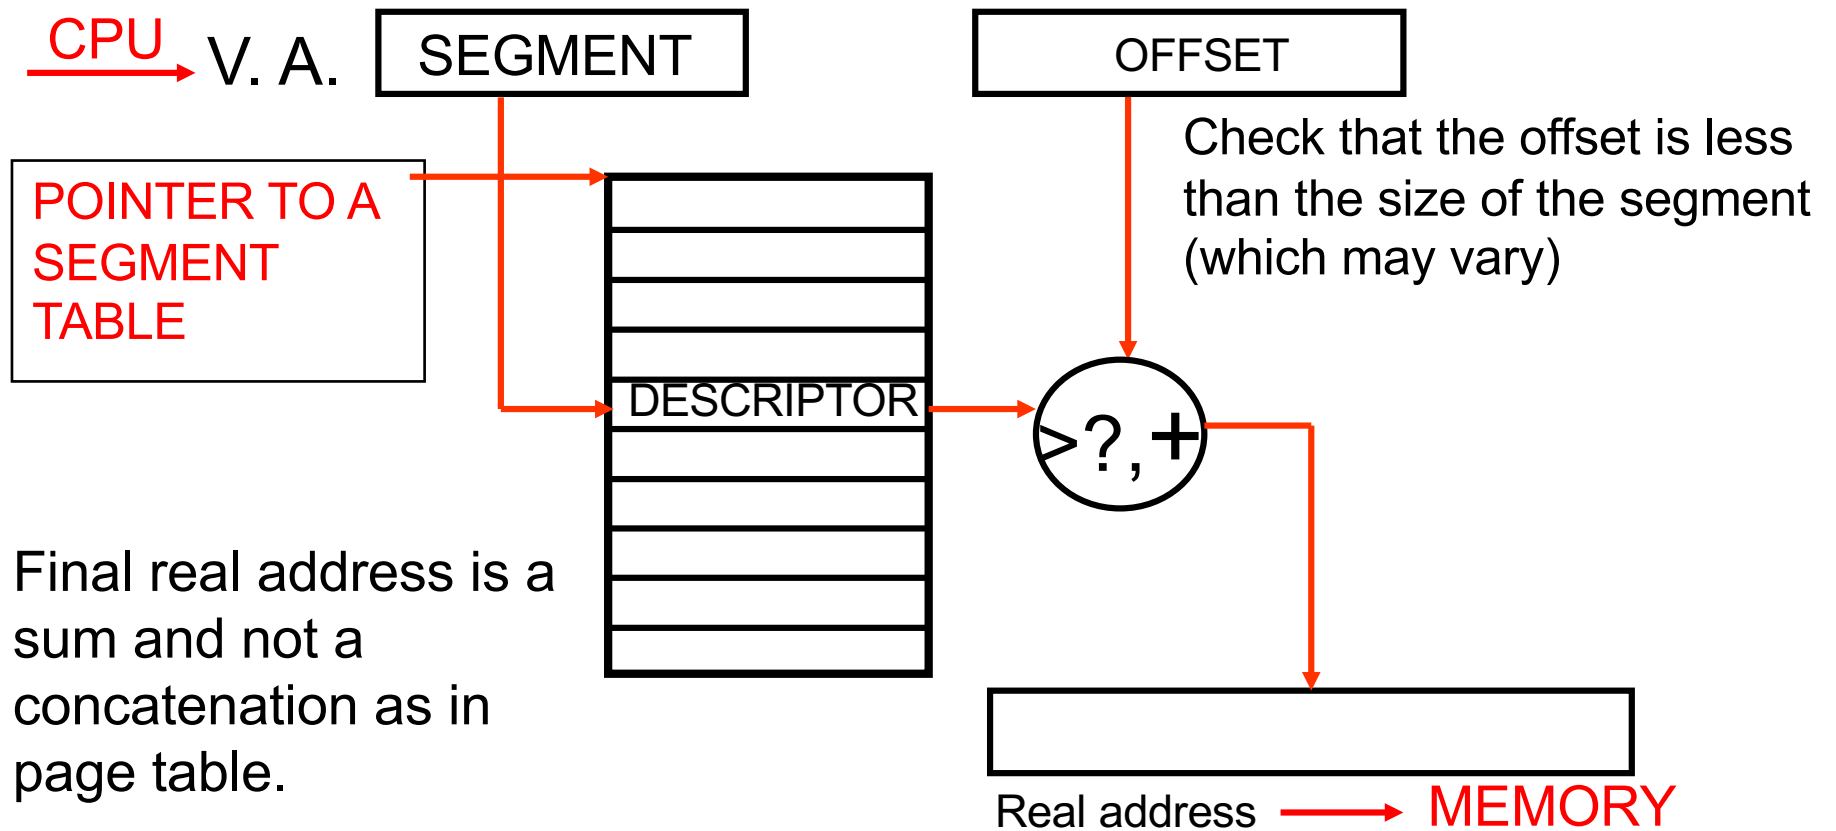 CPU
V. A.
SEGMENT
OFFSET
Check that the offset is less
than the size of the segment
(which may vary)
POINTER TO A
SEGMENT
TABLE
DESCRIPTOR
>?,+
Final real address is a
sum and not a
concatenation as in
page table.
Real address
MEMORY